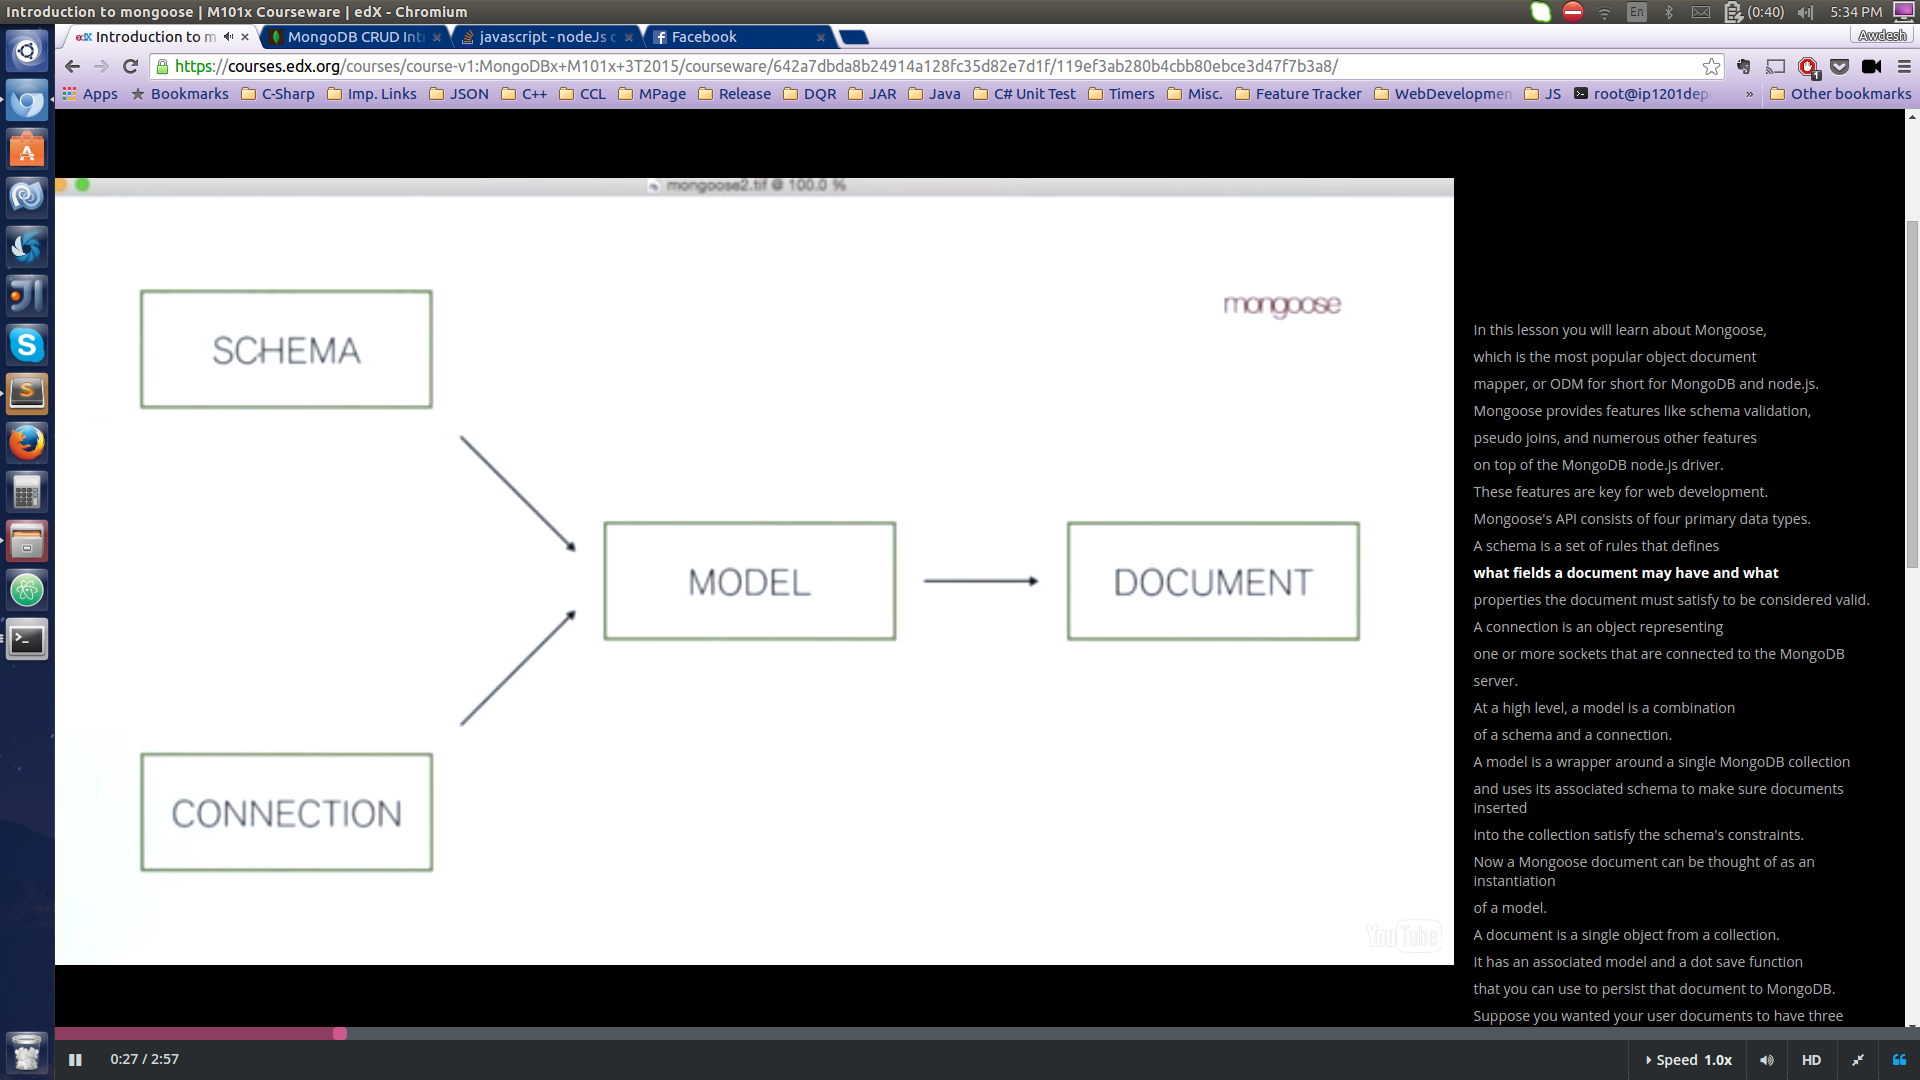 Introduction to mongoose | M101x Courseware | edX - Chromium
En
(0:40)
5:34 PM
edX Introduction to m
MongoDB CRUD Int
javascript - nodeJs c
Facebook
Awdesh
https://courses.edx.org/courses/course-v1:MongoDBx+M101x+3T2015/courseware/642a7dbda8b24914a128fc35d82e7d1f/119ef3ab280b4cbb80ebce3d47f7b3a8/
1
Apps
Bookmarks
C-Sharp
Imp. Links
JSON
C++
CCL
MPage
Release
DQR
JAR
Java
C# Unit Test
Timers
Misc.
Feature Tracker
WebDevelopmen
JS
root@ip1201dep
»
Other bookmarks
mongoose2.tif @ 100.0 %
mongoose
SCHEMA
MODEL
DOCUMENT
CONNECTION
YouTube
In this lesson you will learn about Mongoose,
which is the most popular object document
mapper, or ODM for short for MongoDB and node.js.
Mongoose provides features like schema validation,
pseudo joins, and numerous other features
on top of the MongoDB node.js driver.
These features are key for web development.
Mongoose's API consists of four primary data types.
A schema is a set of rules that defines
what fields a document may have and what
properties the document must satisfy to be considered valid.
A connection is an object representing
one or more sockets that are connected to the MongoDB
server.
At a high level, a model is a combination
of a schema and a connection.
A model is a wrapper around a single MongoDB collection
and uses its associated schema to make sure documents
inserted
into the collection satisfy the schema's constraints.
Now a Mongoose document can be thought of as an
instantiation
of a model.
A document is a single object from a collection.
It has an associated model and a dot save function
that you can use to persist that document to MongoDB.
Suppose you wanted your user documents to have three
0:27 / 2:57
Speed 1.0x
HD